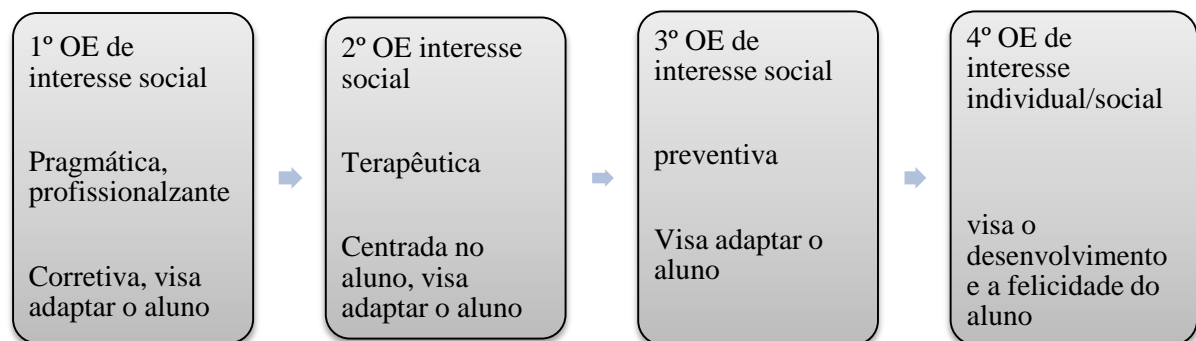 1º OE de
interesse social
Pragmática,
profissionalzante
Corretiva, visa
adaptar o aluno
2º OE interesse
social
Terapêutica
Centrada no
aluno, visa
adaptar o aluno
3º OE de
interesse social
preventiva
Visa adaptar o
aluno
4º OE de
interesse
individual/social
visa o
desenvolvimento
e a felicidade do
aluno